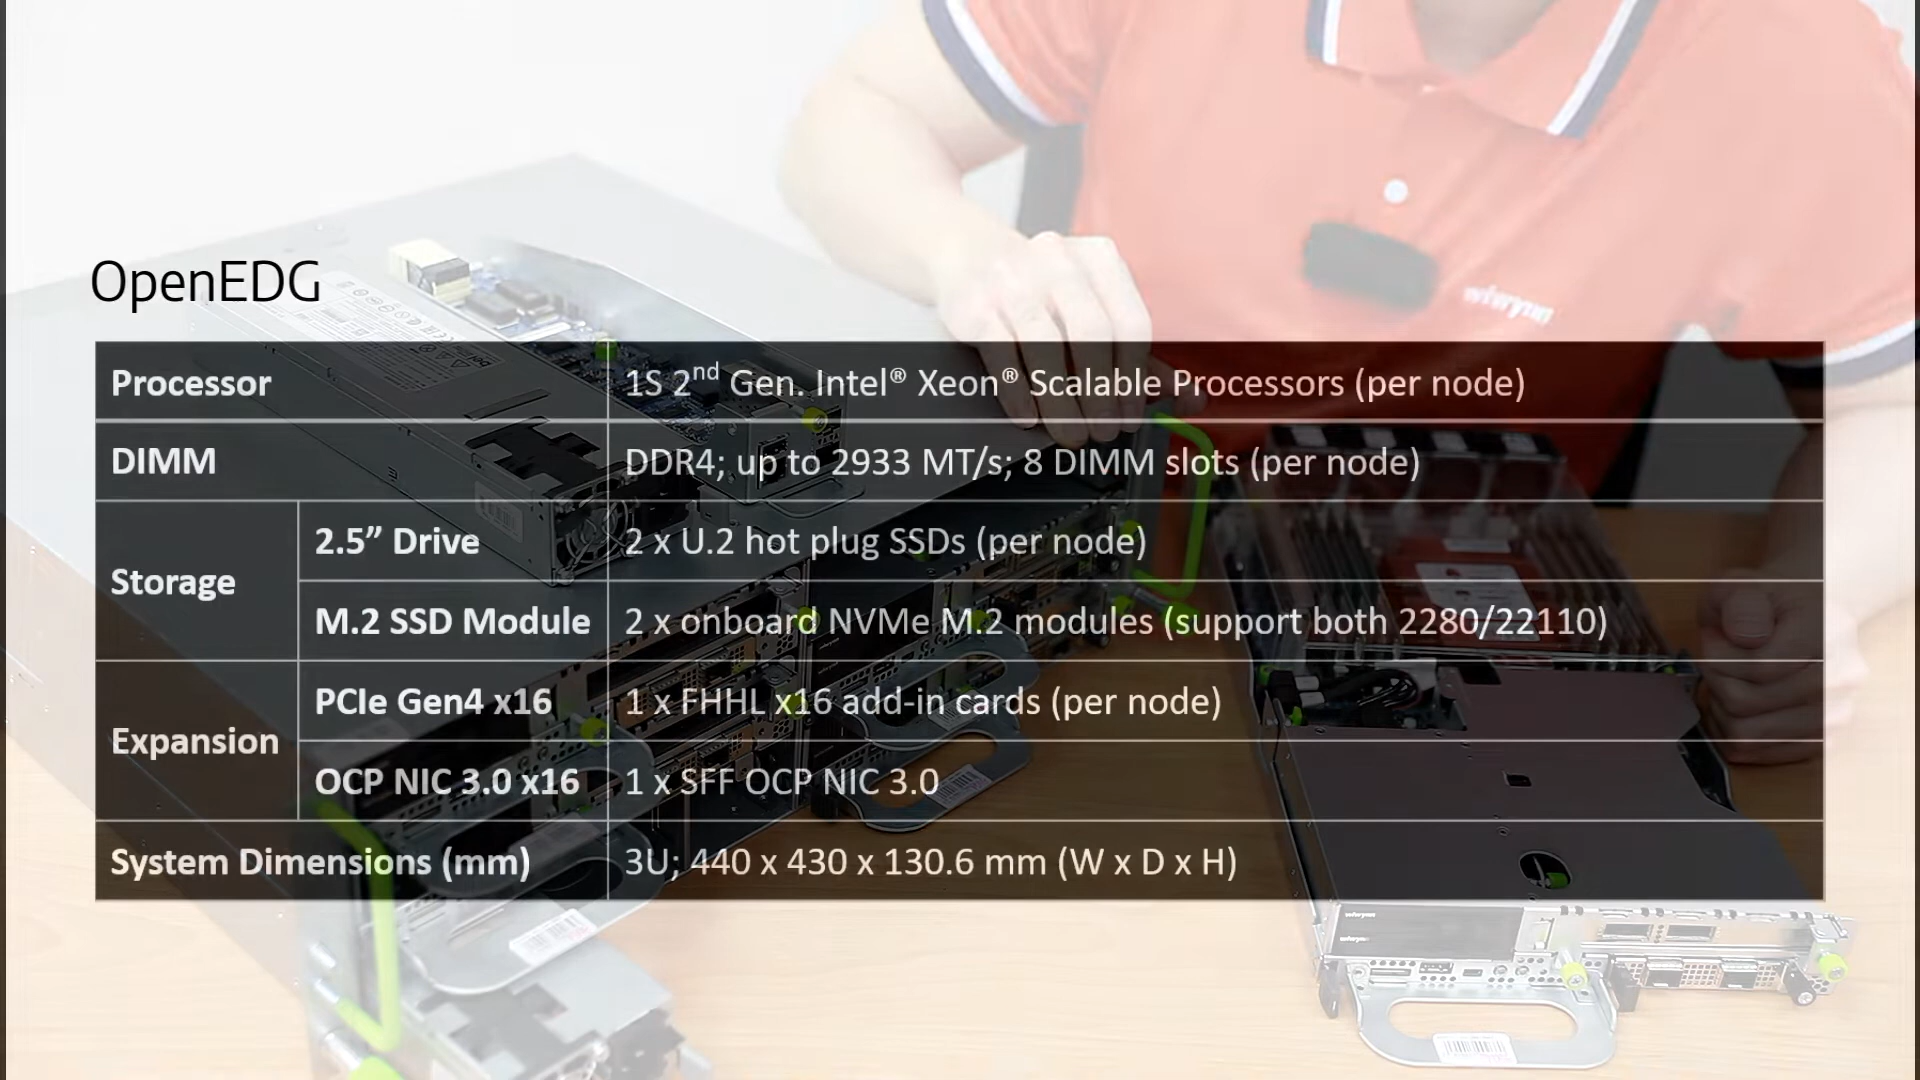 wiwynn
OpenEDG
Processor
1S 2nd Gen. Intel® Xeon® Scalable Processors (per node)
DIMM
DDR4; up to 2933 MT/s; 8 DIMM slots (per node)
Storage
2.5” Drive
2 x U.2 hot plug SSDs (per node)
M.2 SSD Module
2 x onboard NVMe M.2 modules (support both 2280/22110)
Expansion
PCIe Gen4 x16
1 x FHHL x16 add-in cards (per node)
OCP NIC 3.0 x16
1 x SFF OCP NIC 3.0
System Dimensions (mm)
3U; 440 x 430 x 130.6 mm (W x D x H)
wiwynn
wiwynn